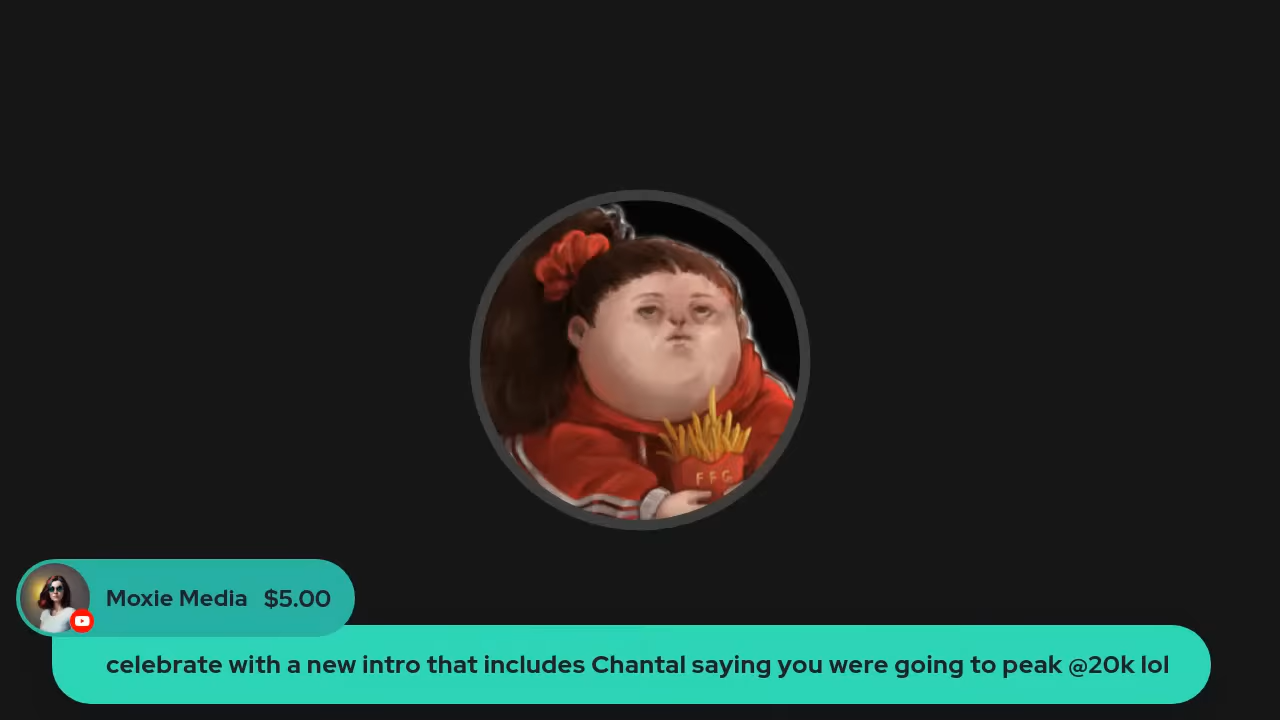 FFG
Moxie Media $5.00
celebrate with a new intro that includes Chantal saying you were going to peak @20k lol